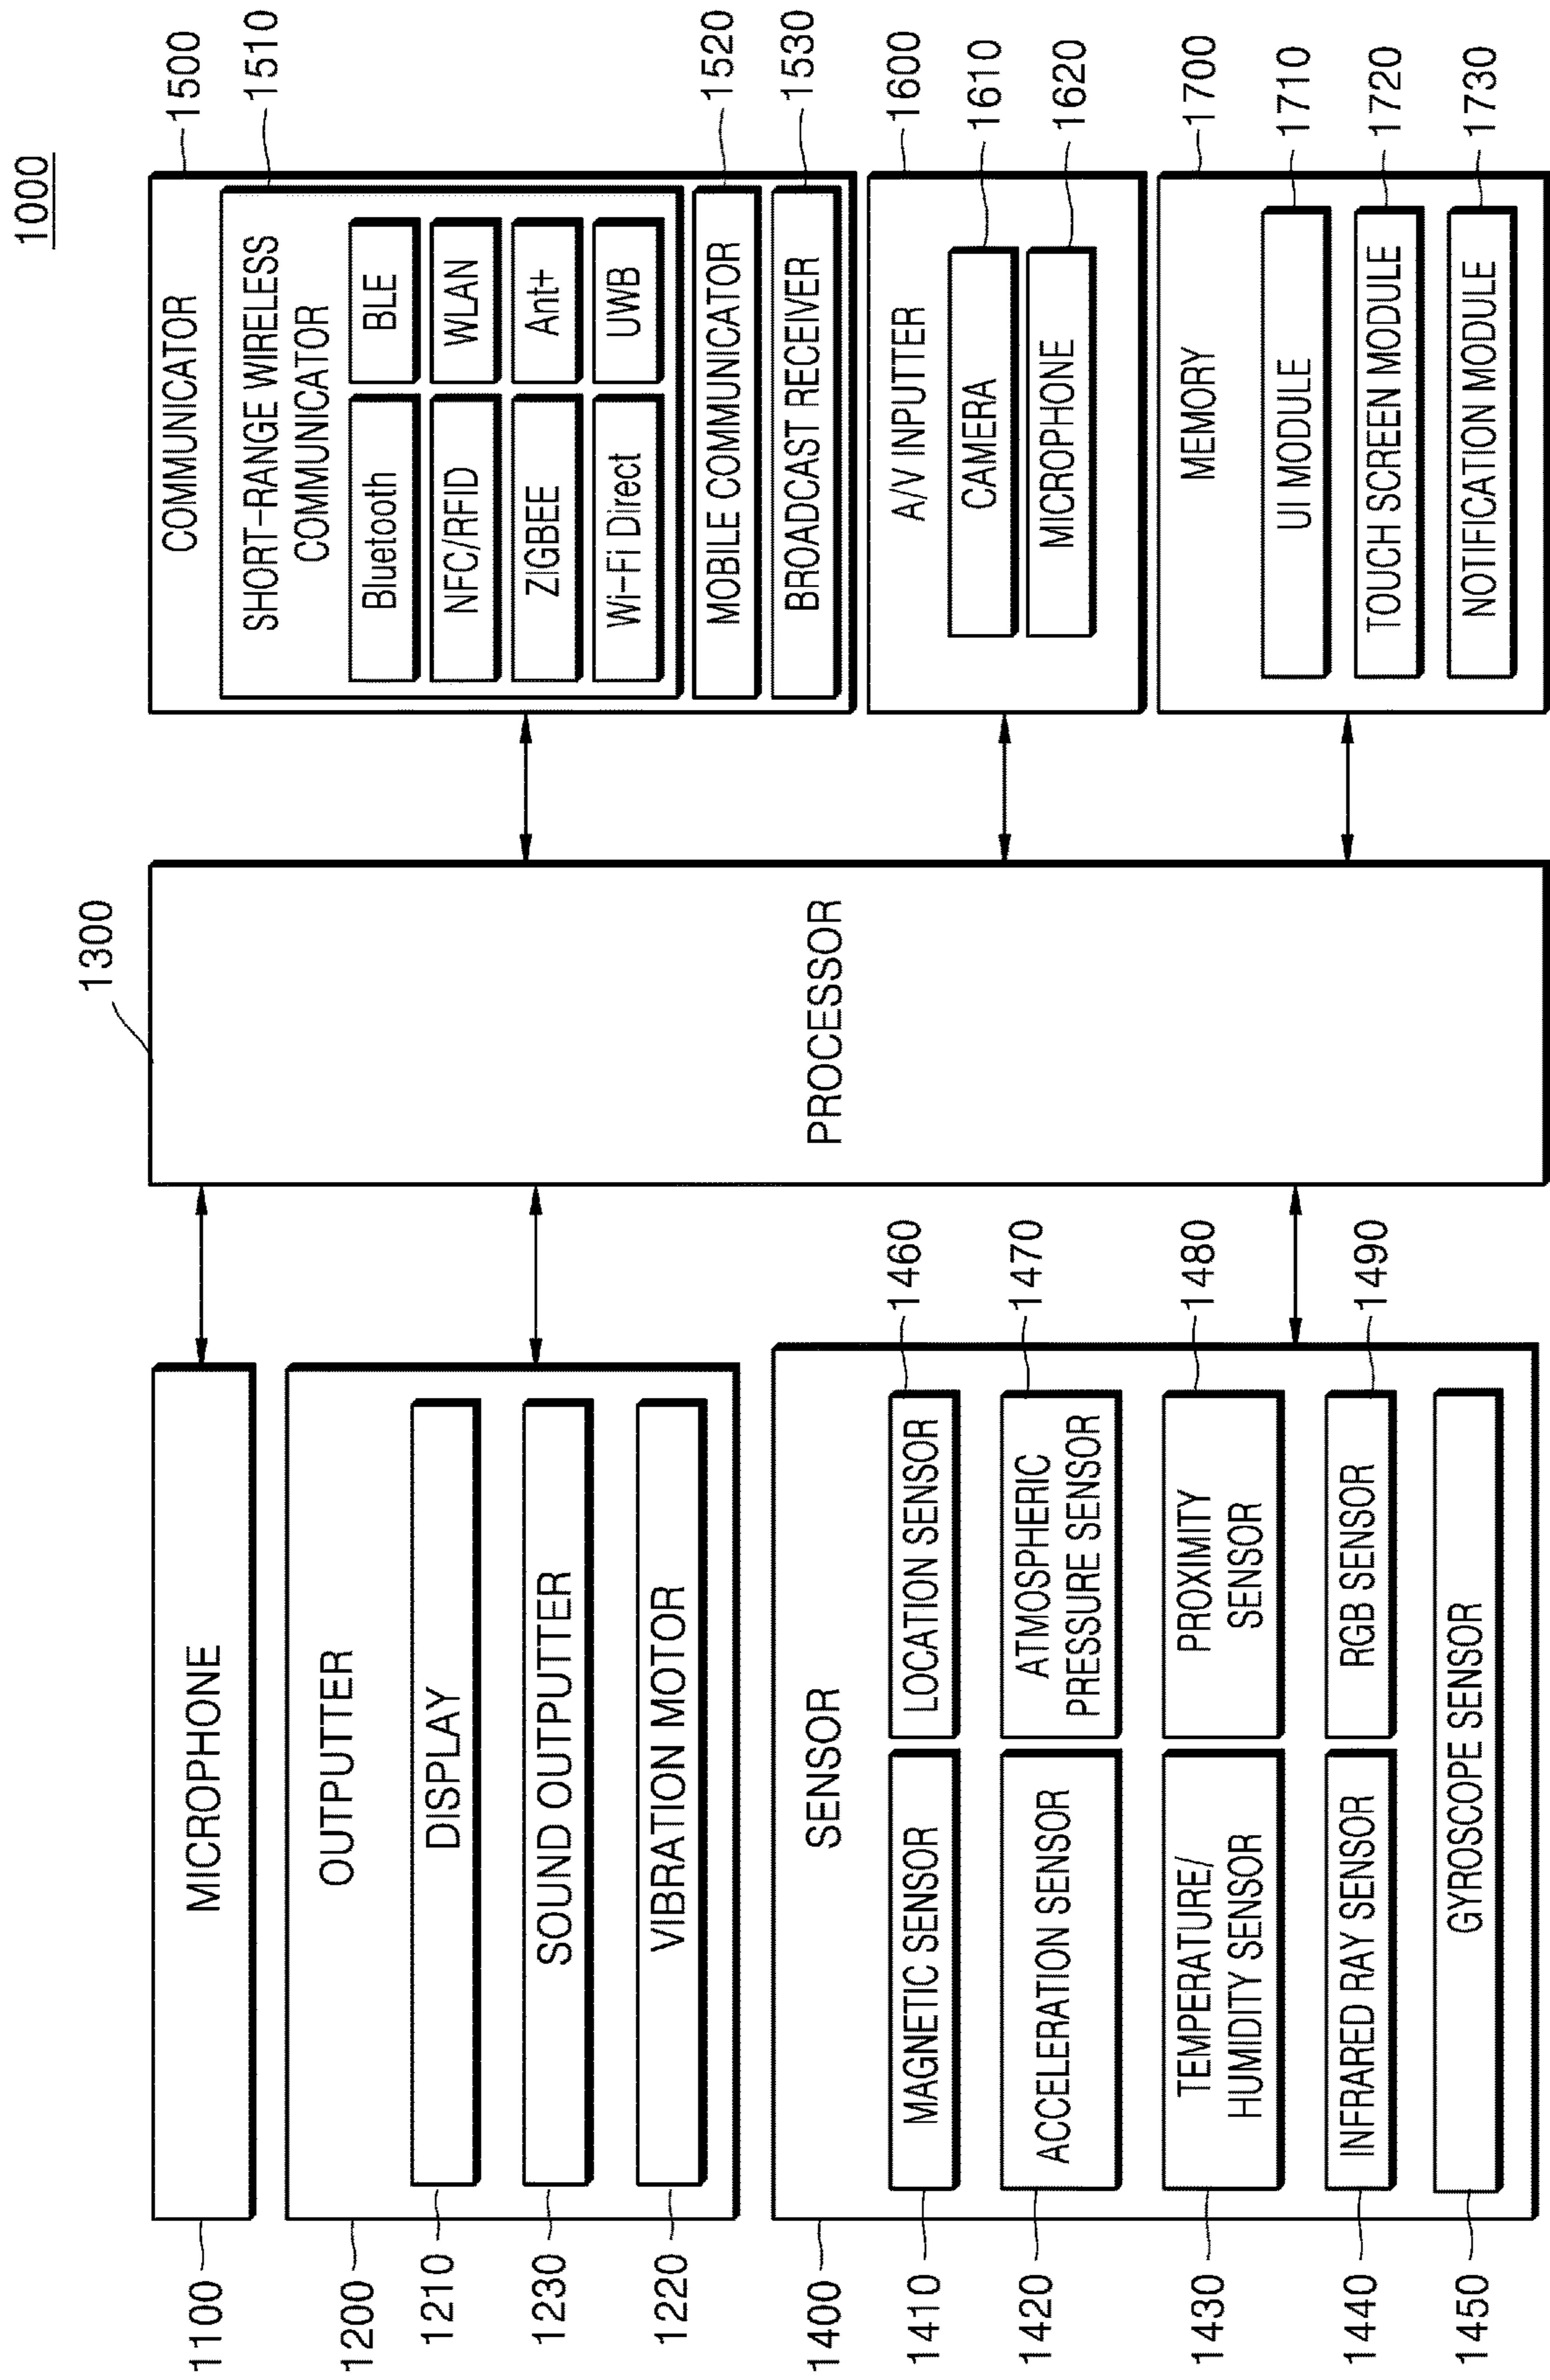 1000
1100
MICROPHONE
1200
OUTPUTTER
1210
DISPLAY
1230
SOUND OUTPUTTER
1220
VIBRATION MOTOR
1400
SENSOR
1410
MAGNETIC SENSOR
LOCATION SENSOR
1460
1420
ACCELERATION SENSOR
ATMOSPHERIC
PRESSURE SENSOR
1470
1430
TEMPERATURE/
HUMIDITY SENSOR
PROXIMITY
SENSOR
1480
1440
INFRARED RAY SENSOR
RGB SENSOR
1490
1450
GYROSCOPE SENSOR
1300
PROCESSOR
1500
COMMUNICATOR
1510
SHORT-RANGE WIRELESS
COMMUNICATOR
Bluetooth
BLE
NFC/RFID
WLAN
ZIGBEE
Ant+
Wi-Fi Direct
UWB
MOBILE COMMUNICATOR
1520
BROADCAST RECEIVER
1530
A/V INPUTTER
1600
CAMERA
1610
MICROPHONE
1620
MEMORY
1700
UI MODULE
1710
TOUCH SCREEN MODULE
1720
NOTIFICATION MODULE
1730